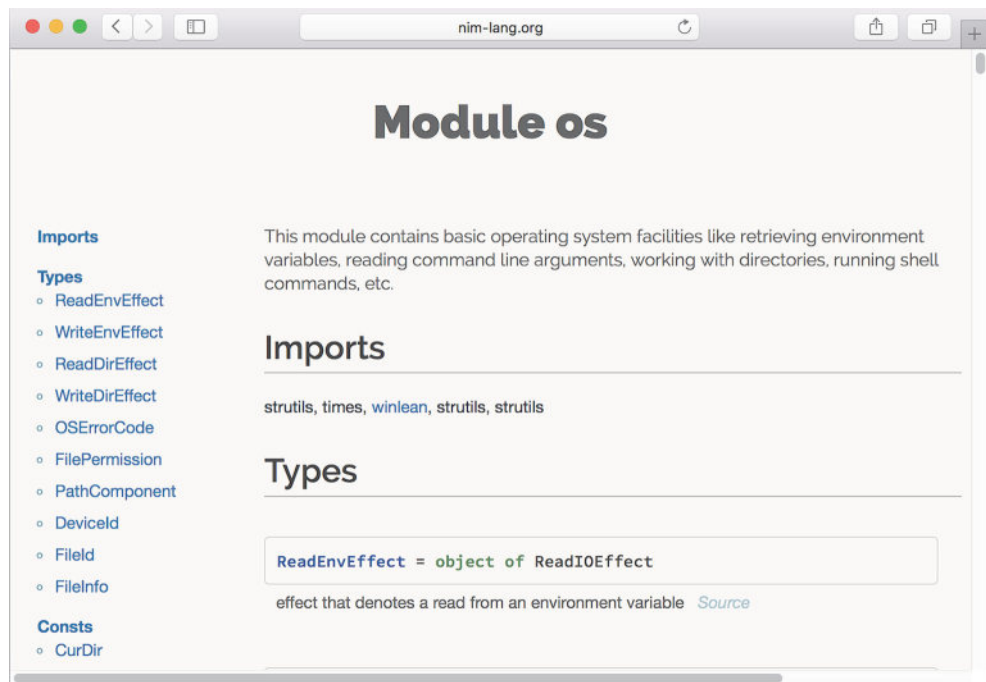 nim-lang.org
Module os
Imports
Types
ReadEnvEffect
WriteEnvEffect
ReadDirEffect
WriteDirEffect
OSErrorCode
FilePermission
PathComponent
DeviceId
FileId
FileInfo
Consts
CurDir
This module contains basic operating system facilities like retrieving environment
variables, reading command line arguments, working with directories, running shell
commands, etc.
Imports
strutils, times, winlean, strutils, strutils
Types
ReadEnvEffect = object of ReadIOEffect
effect that denotes a read from an environment variable Source